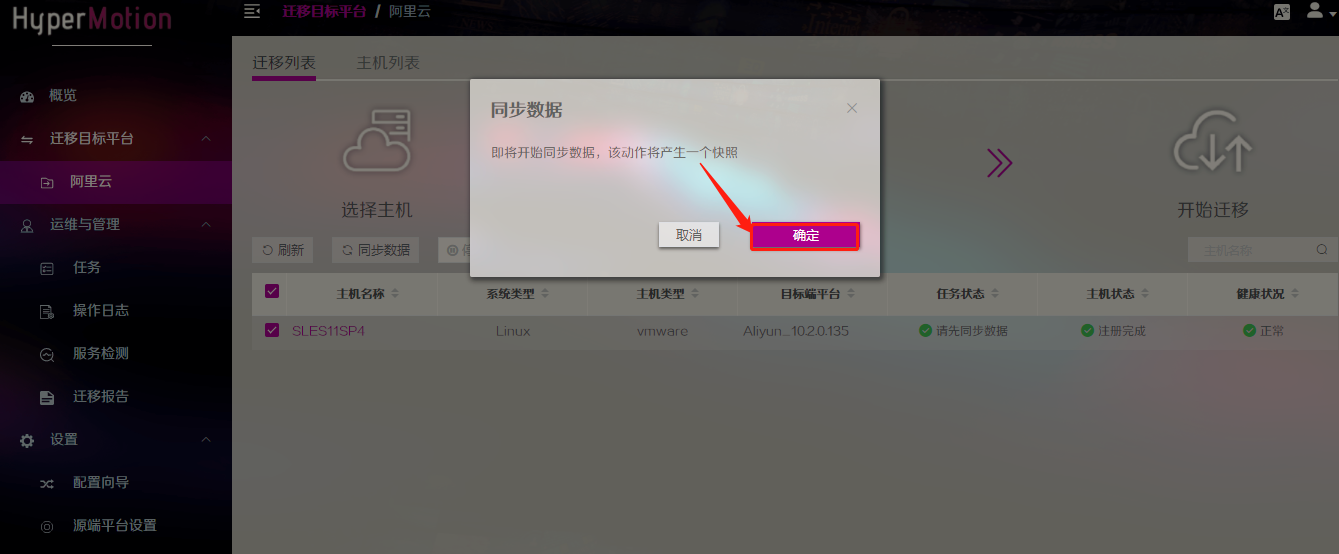 HyperMotion
迁移目标平台 / 阿里云
概览
迁移目标平台
阿里云
运维与管理
任务
操作日志
服务检测
迁移报告
设置
配置向导
源端平台设置
迁移列表 主机列表
选择主机
开始迁移
同步数据
即将开始同步数据，该动作将产生一个快照
取消 确定
刷新 同步数据 主机名称
主机名称 系统类型 主机类型 目标端平台 任务状态 主机状态 健康状况
SLES11SP4 Linux vmware Aliyun_10.2.0.135 请先同步数据 注册完成 正常